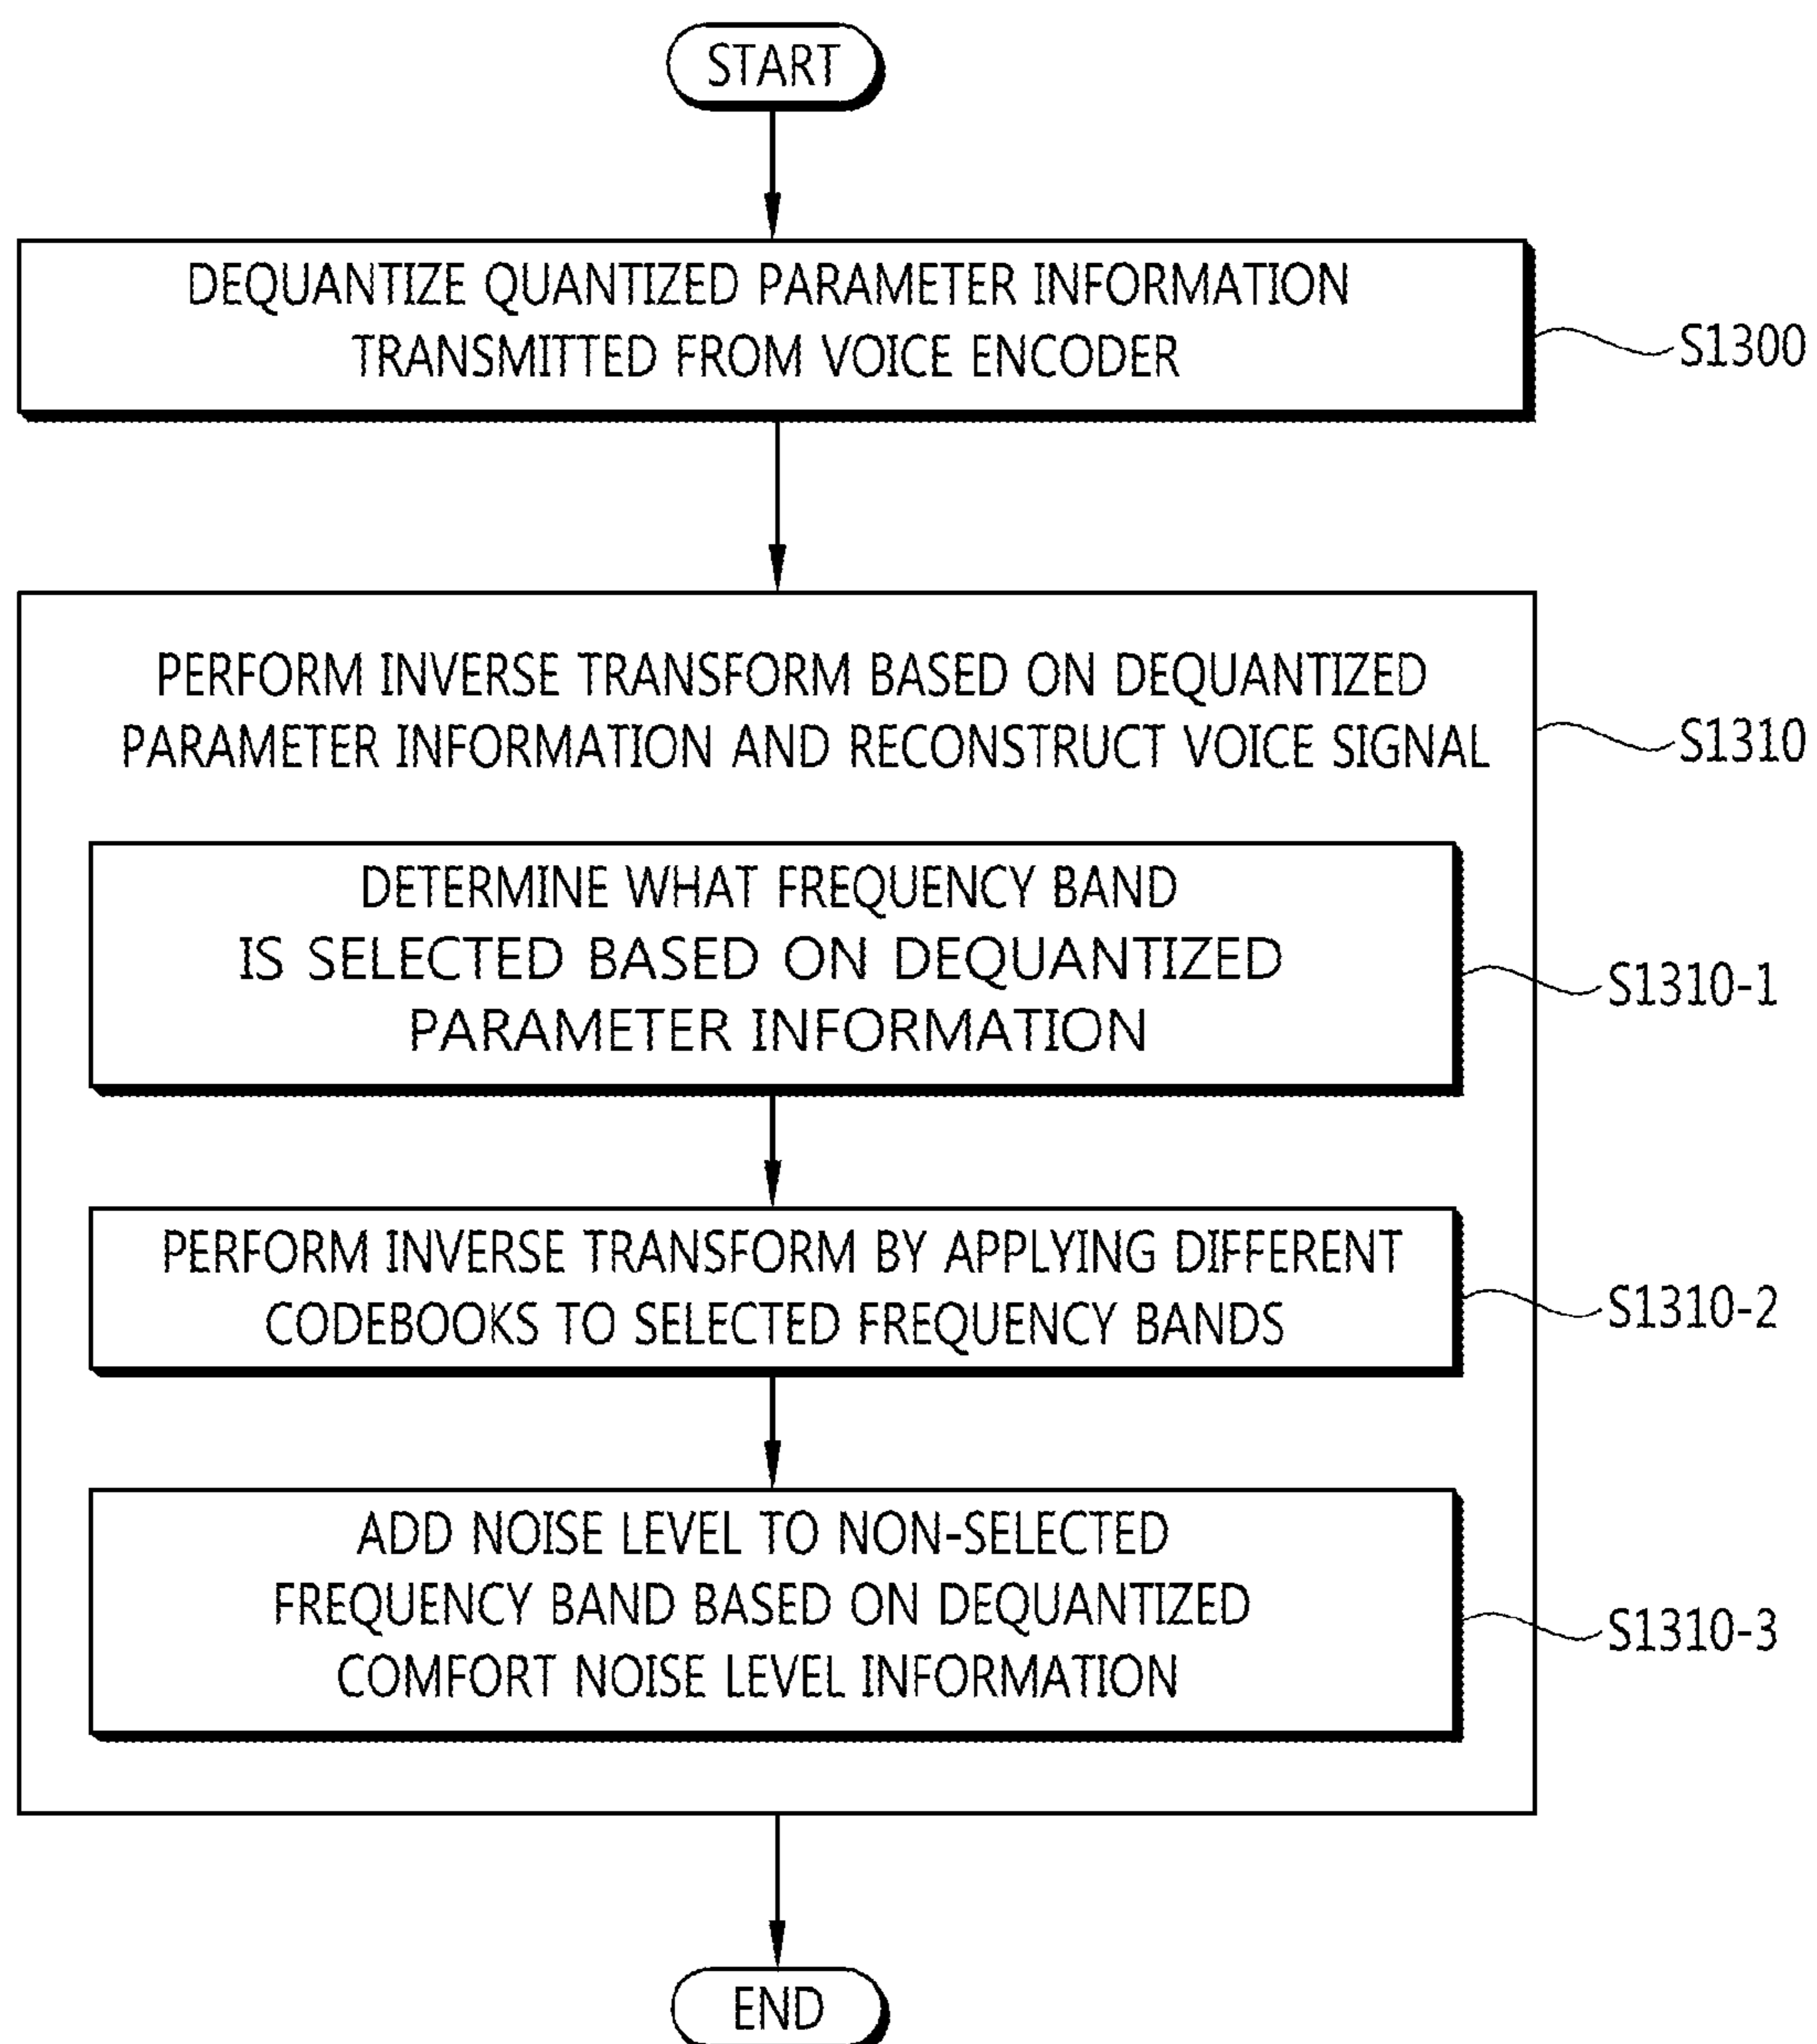 START
DEQUANTIZE QUANTIZED PARAMETER INFORMATION
TRANSMITTED FROM VOICE ENCODER
S1300
PERFORM INVERSE TRANSFORM BASED ON DEQUANTIZED
PARAMETER INFORMATION AND RECONSTRUCT VOICE SIGNAL
S1310
DETERMINE WHAT FREQUENCY BAND
IS SELECTED BASED ON DEQUANTIZED
PARAMETER INFORMATION
S1310-1
PERFORM INVERSE TRANSFORM BY APPLYING DIFFERENT
CODEBOOKS TO SELECTED FREQUENCY BANDS
S1310-2
ADD NOISE LEVEL TO NON-SELECTED
FREQUENCY BAND BASED ON DEQUANTIZED
COMFORT NOISE LEVEL INFORMATION
S1310-3
END